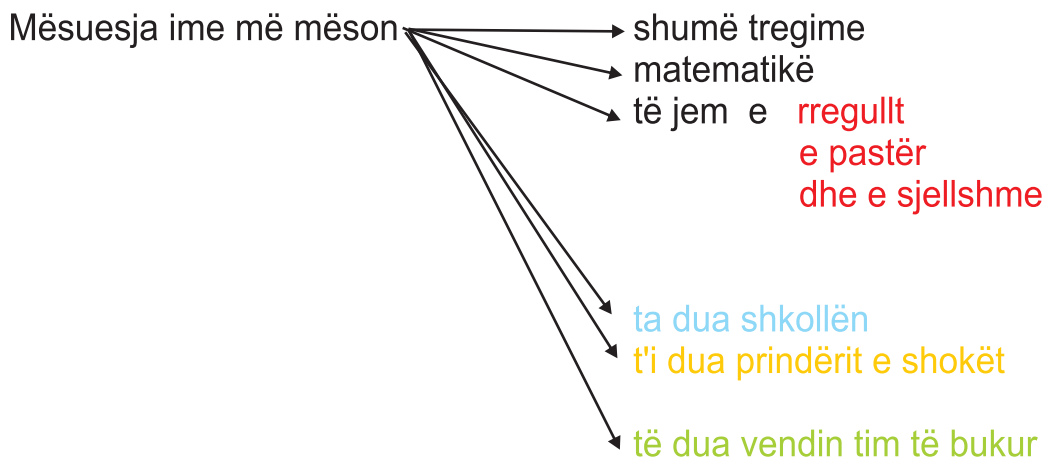 Mësuesja ime më mëson shumë tregime
matematikë
të jem e rregullt
e pastër
dhe e sjellshme
ta dua shkollën
t'i dua prindërit e shokët
të dua vendin tim të bukur